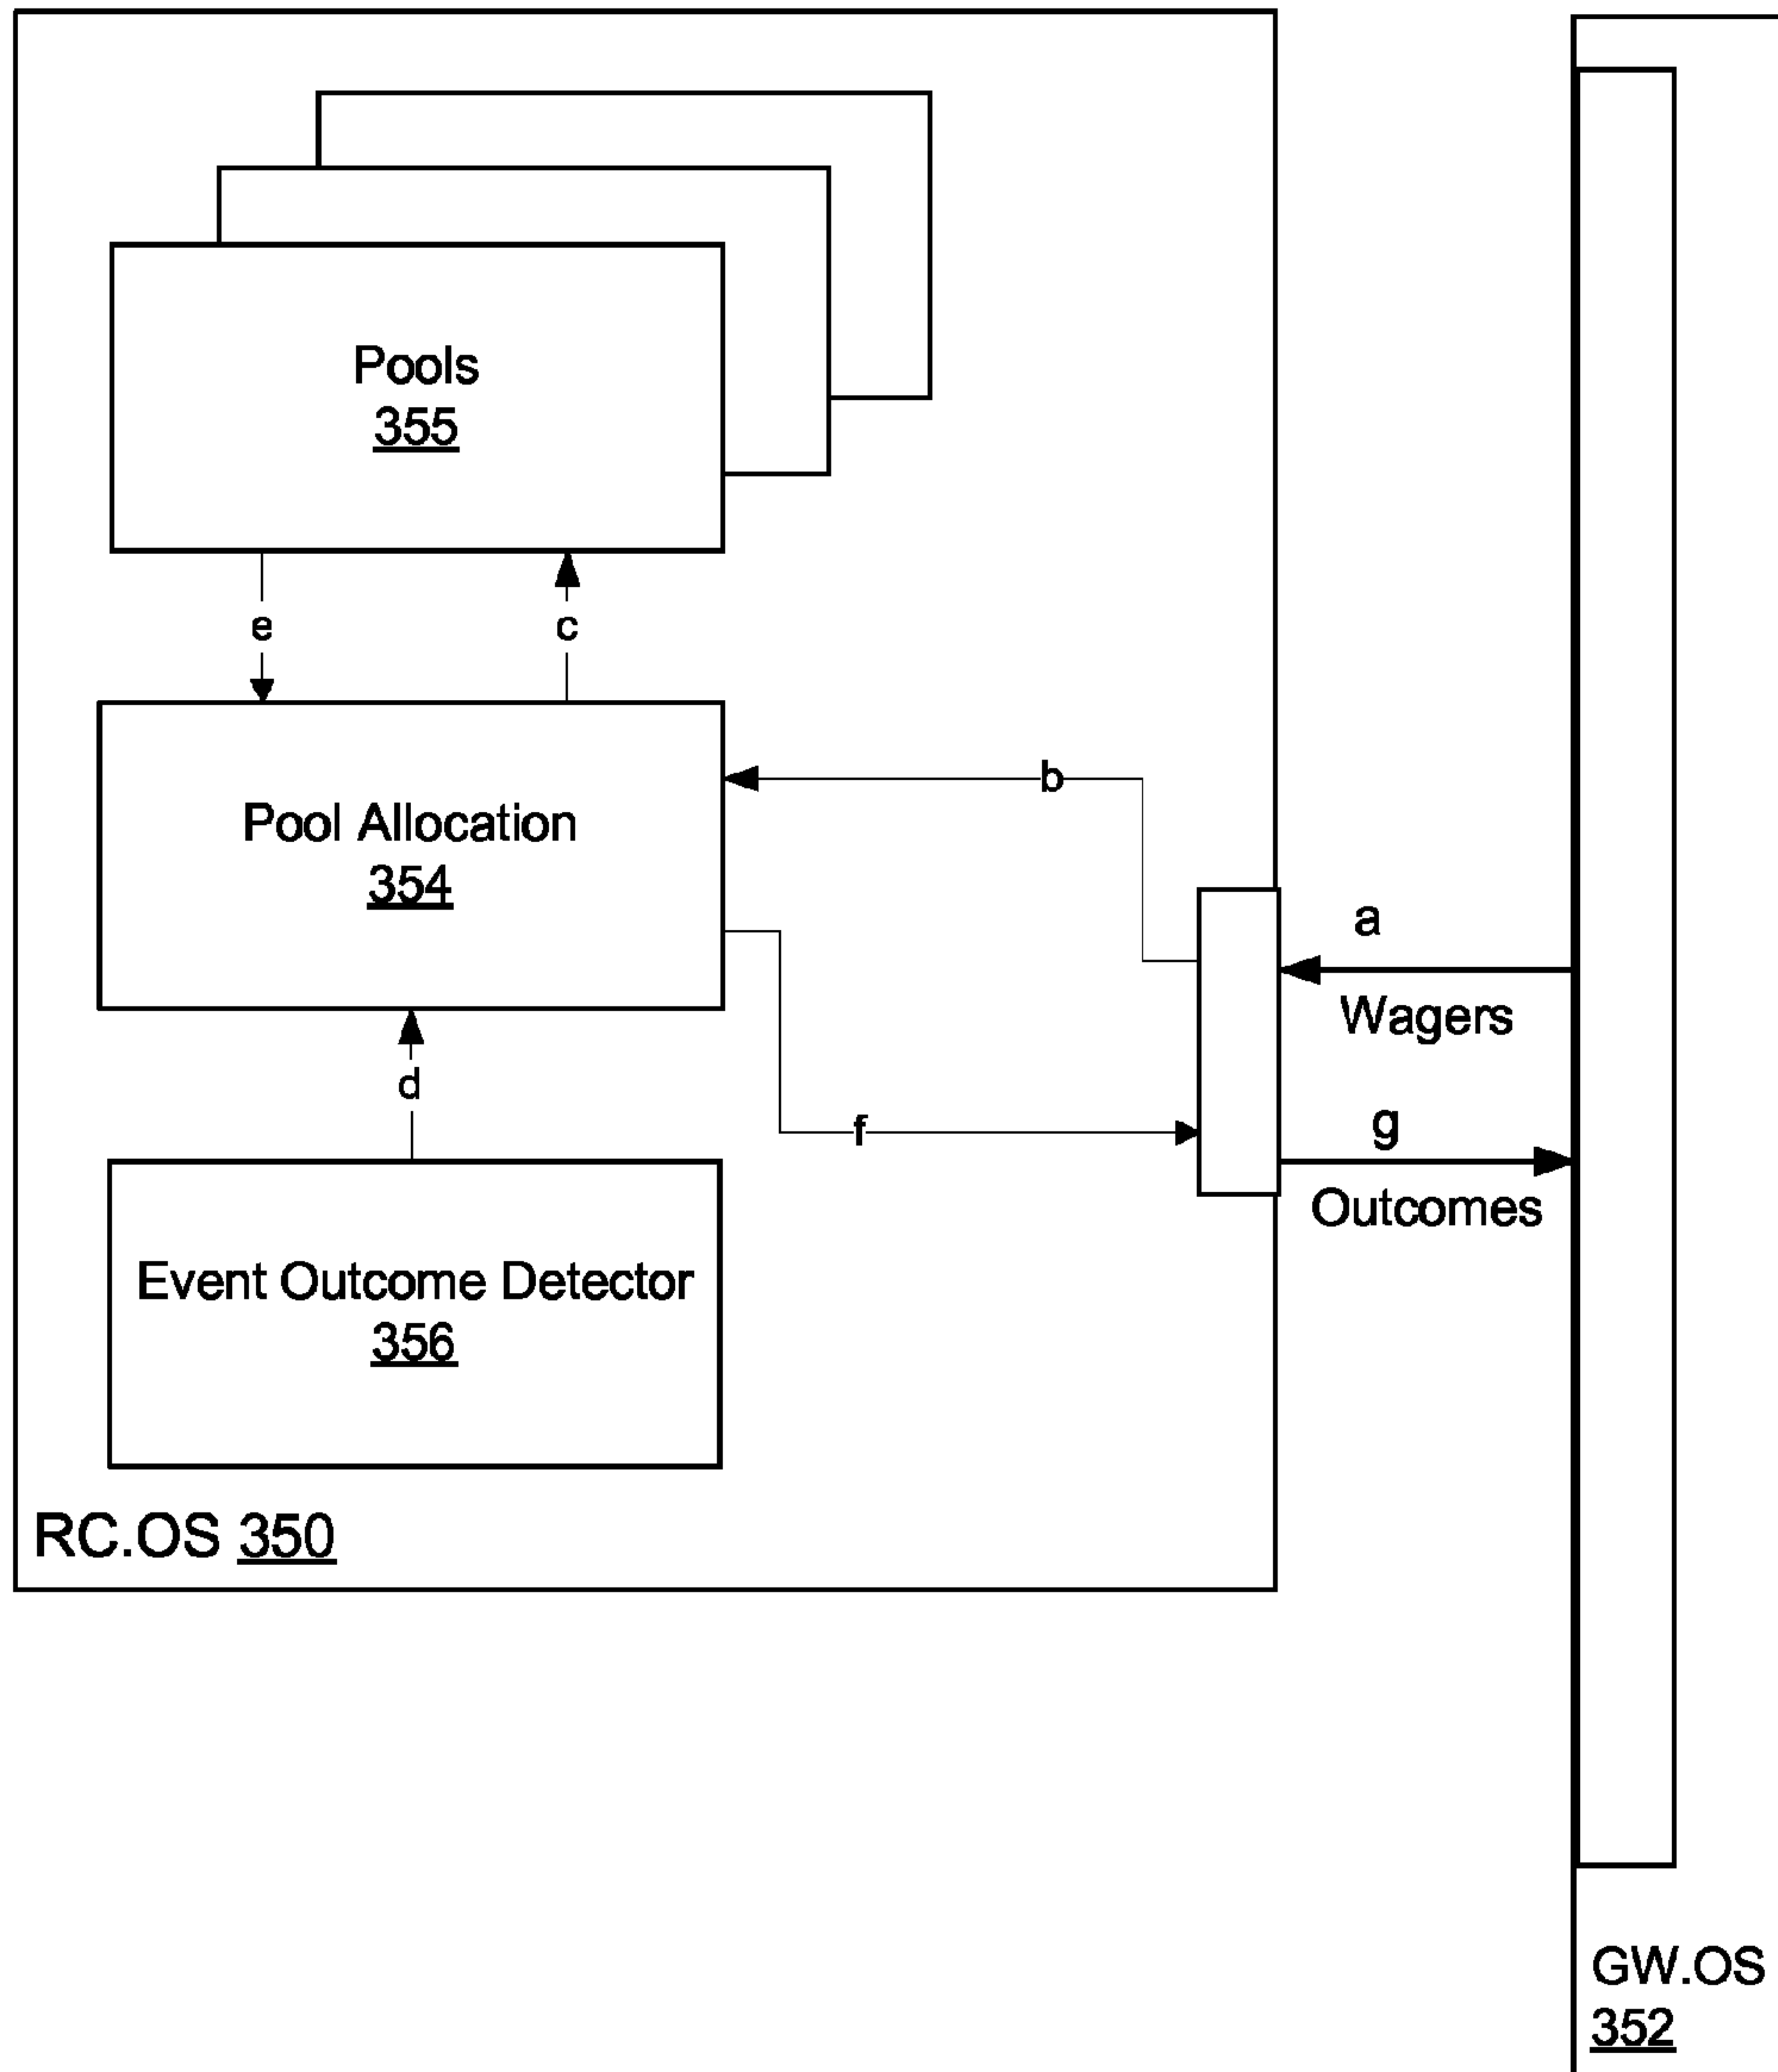 Pools
355
e
c
b
Pool Allocation
354
a
Wagers
d
f
g
Outcomes
Event Outcome Detector
356
RC.OS 350
GW.OS
352